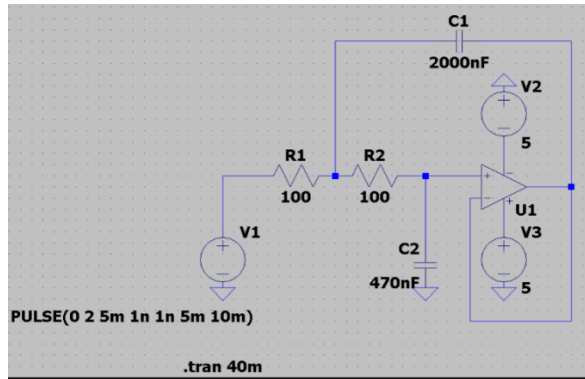 C1
2000nF
V2
5
R1
100
R2
100
U1
V1
C2
470nF
V3
5
PULSE(0 2 5m 1n 1n 5m 10m)
.tran 40m